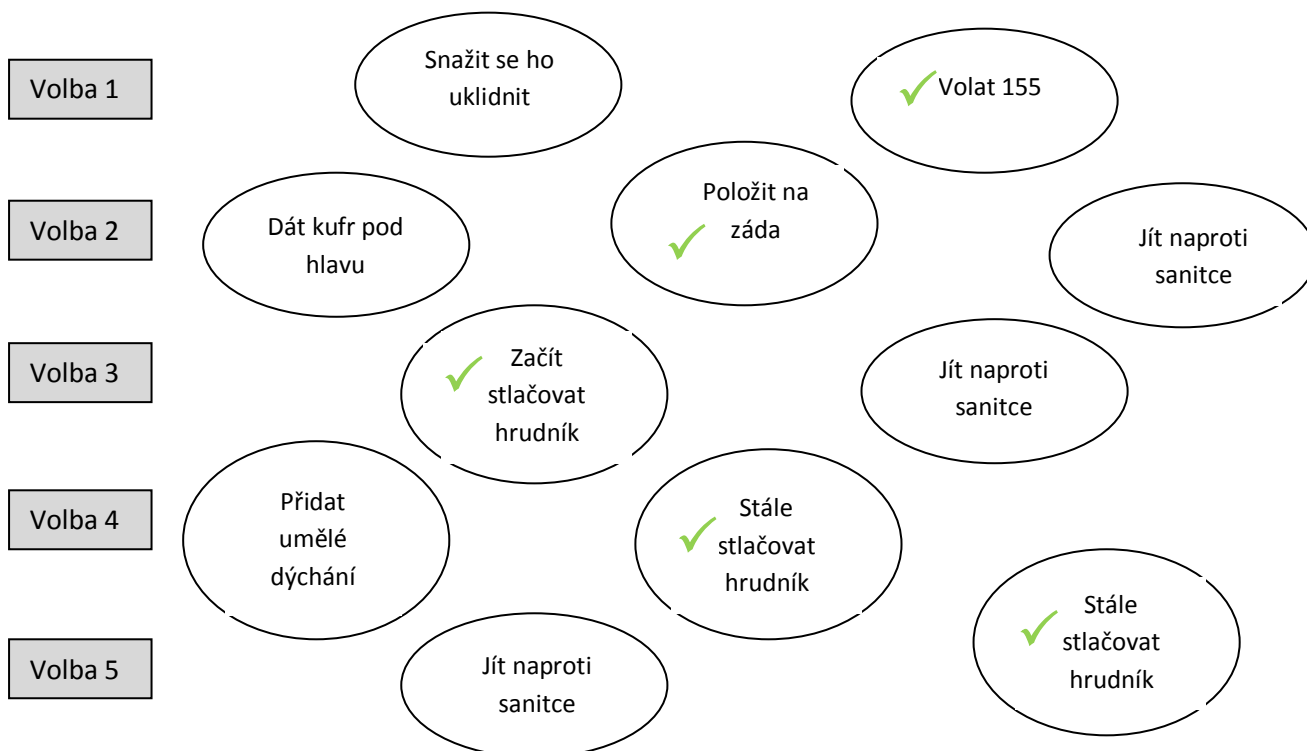 Volba 1
Snažit se ho
uklidnit
Volat 155
Volba 2
Dát kufr pod
hlavu
Položit na
záda
Jít naproti
sanitce
Volba 3
Začít
stlačovat
hrudník
Jít naproti
sanitce
Volba 4
Přidat
umělé
dýchání
Stále
stlačovat
hrudník
Volba 5
Jít naproti
sanitce
Stále
stlačovat
hrudník